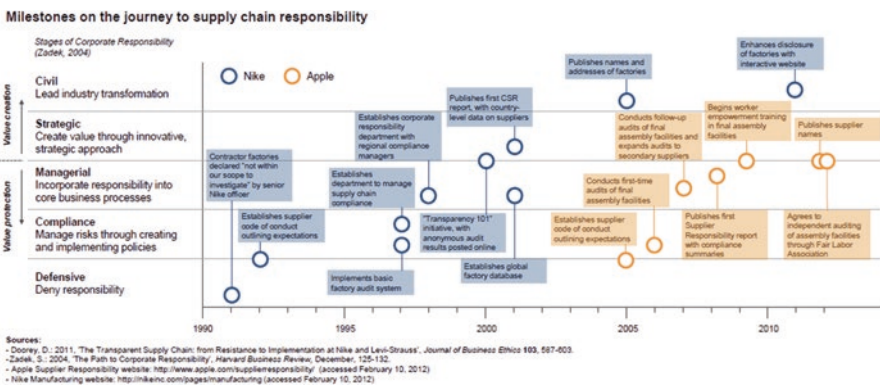 Milestones on the journey to supply chain responsibility
Stages of Corporate Responsibility
(Zadek, 2004)
Nike
Apple
Value creation
Value protection
Civil
Lead industry transformation
Strategic
Create value through innovative,
strategic approach
Managerial
Incorporate responsibility into
core business processes
Compliance
Manage risks through creating
and implementing policies
Defensive
Deny responsibility
Contractor factories
declared "not within
our scope to
investigate" by senior
Nike officer
Establishes supplier
code of conduct
outlining expectations
Establishes
department to manage
supply chain
compliance
Implements basic
factory audit system
Establishes corporate
responsibility
department with
regional compliance
managers
"Transparency 101"
initiative, with
anonymous audit
results posted online
Publishes first CSR
report, with country-
level data on suppliers
Establishes global
factory database
Publishes names and
addresses of factories
Enhances disclosure
of factories with
interactive website
Establishes supplier
code of conduct
outlining expectations
Conducts first-time
audits of final
assembly facilities
Conducts follow-up
audits of final
assembly facilities and
expands audits to
secondary suppliers
Publishes first
Supplier
Responsibility report
with compliance
summaries
Begins worker
empowerment training
in final assembly
facilities
Publishes supplier
names
Agrees to
independent auditing
of assembly facilities
through Fair Labor
Association
1990
1995
2000
2005
2010
Sources:
- Doorey, D.: 2011, 'The Transparent Supply Chain: from Resistance to Implementation at Nike and Levi-Strauss', Journal of Business Ethics 103, 587-603.
-Zadek, S.: 2004, 'The Path to Corporate Responsibility', Harvard Business Review, December, 125-132.
- Apple Supplier Responsibility website: http://www.apple.com/supplierresponsibility/ (accessed February 10, 2012)
- Nike Manufacturing website: http://nikeinc.com/pages/manufacturing (accessed February 10, 2012)